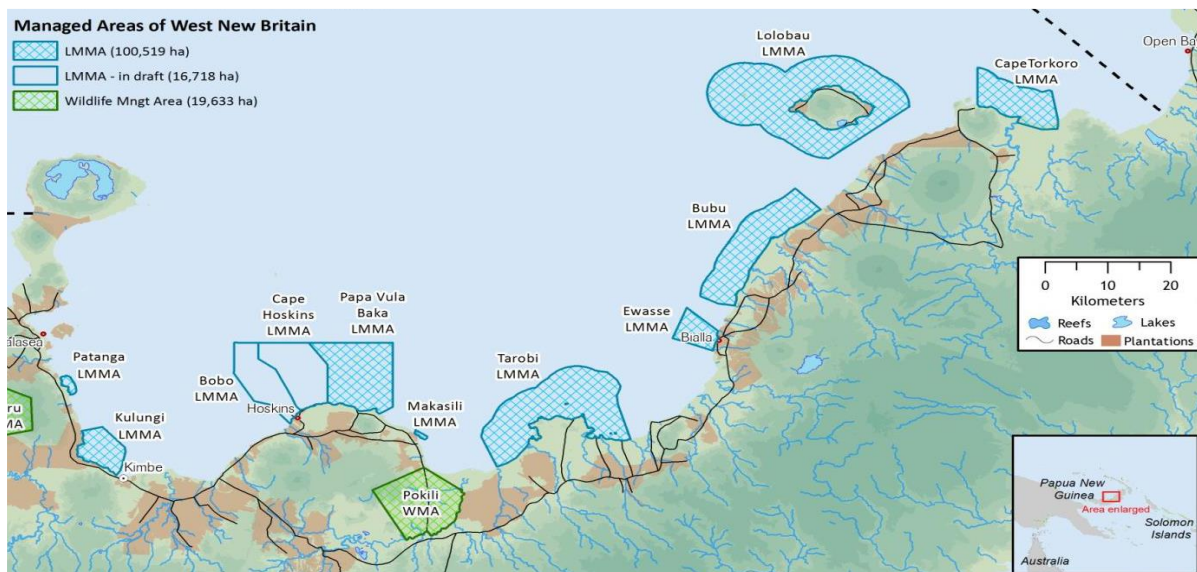 Managed Areas of West New Britain
LMMA (100,519 ha)
LMMA - in draft (16,718 ha)
Wildlife Mngt Area (19,633 ha)
Lolobau
LMMA
CapeTorkoro
LMMA
Open Ba
Bubu
LMMA
Ewasse
LMMA
Bialla
Cape
Hoskins
LMMA
Papa Vula
Baka
LMMA
Tarobi
LMMA
alasea
Patanga
LMMA
Bobo
LMMA
Hoskins
Makasili
LMMA
Kulungi
LMMA
ru
MA
Kimbe
Pokili
WMA
0 10 20
Kilometers
Reefs Lakes
Roads Plantations
Papua New
Guinea
Area enlarged
Solomon
Islands
Australia